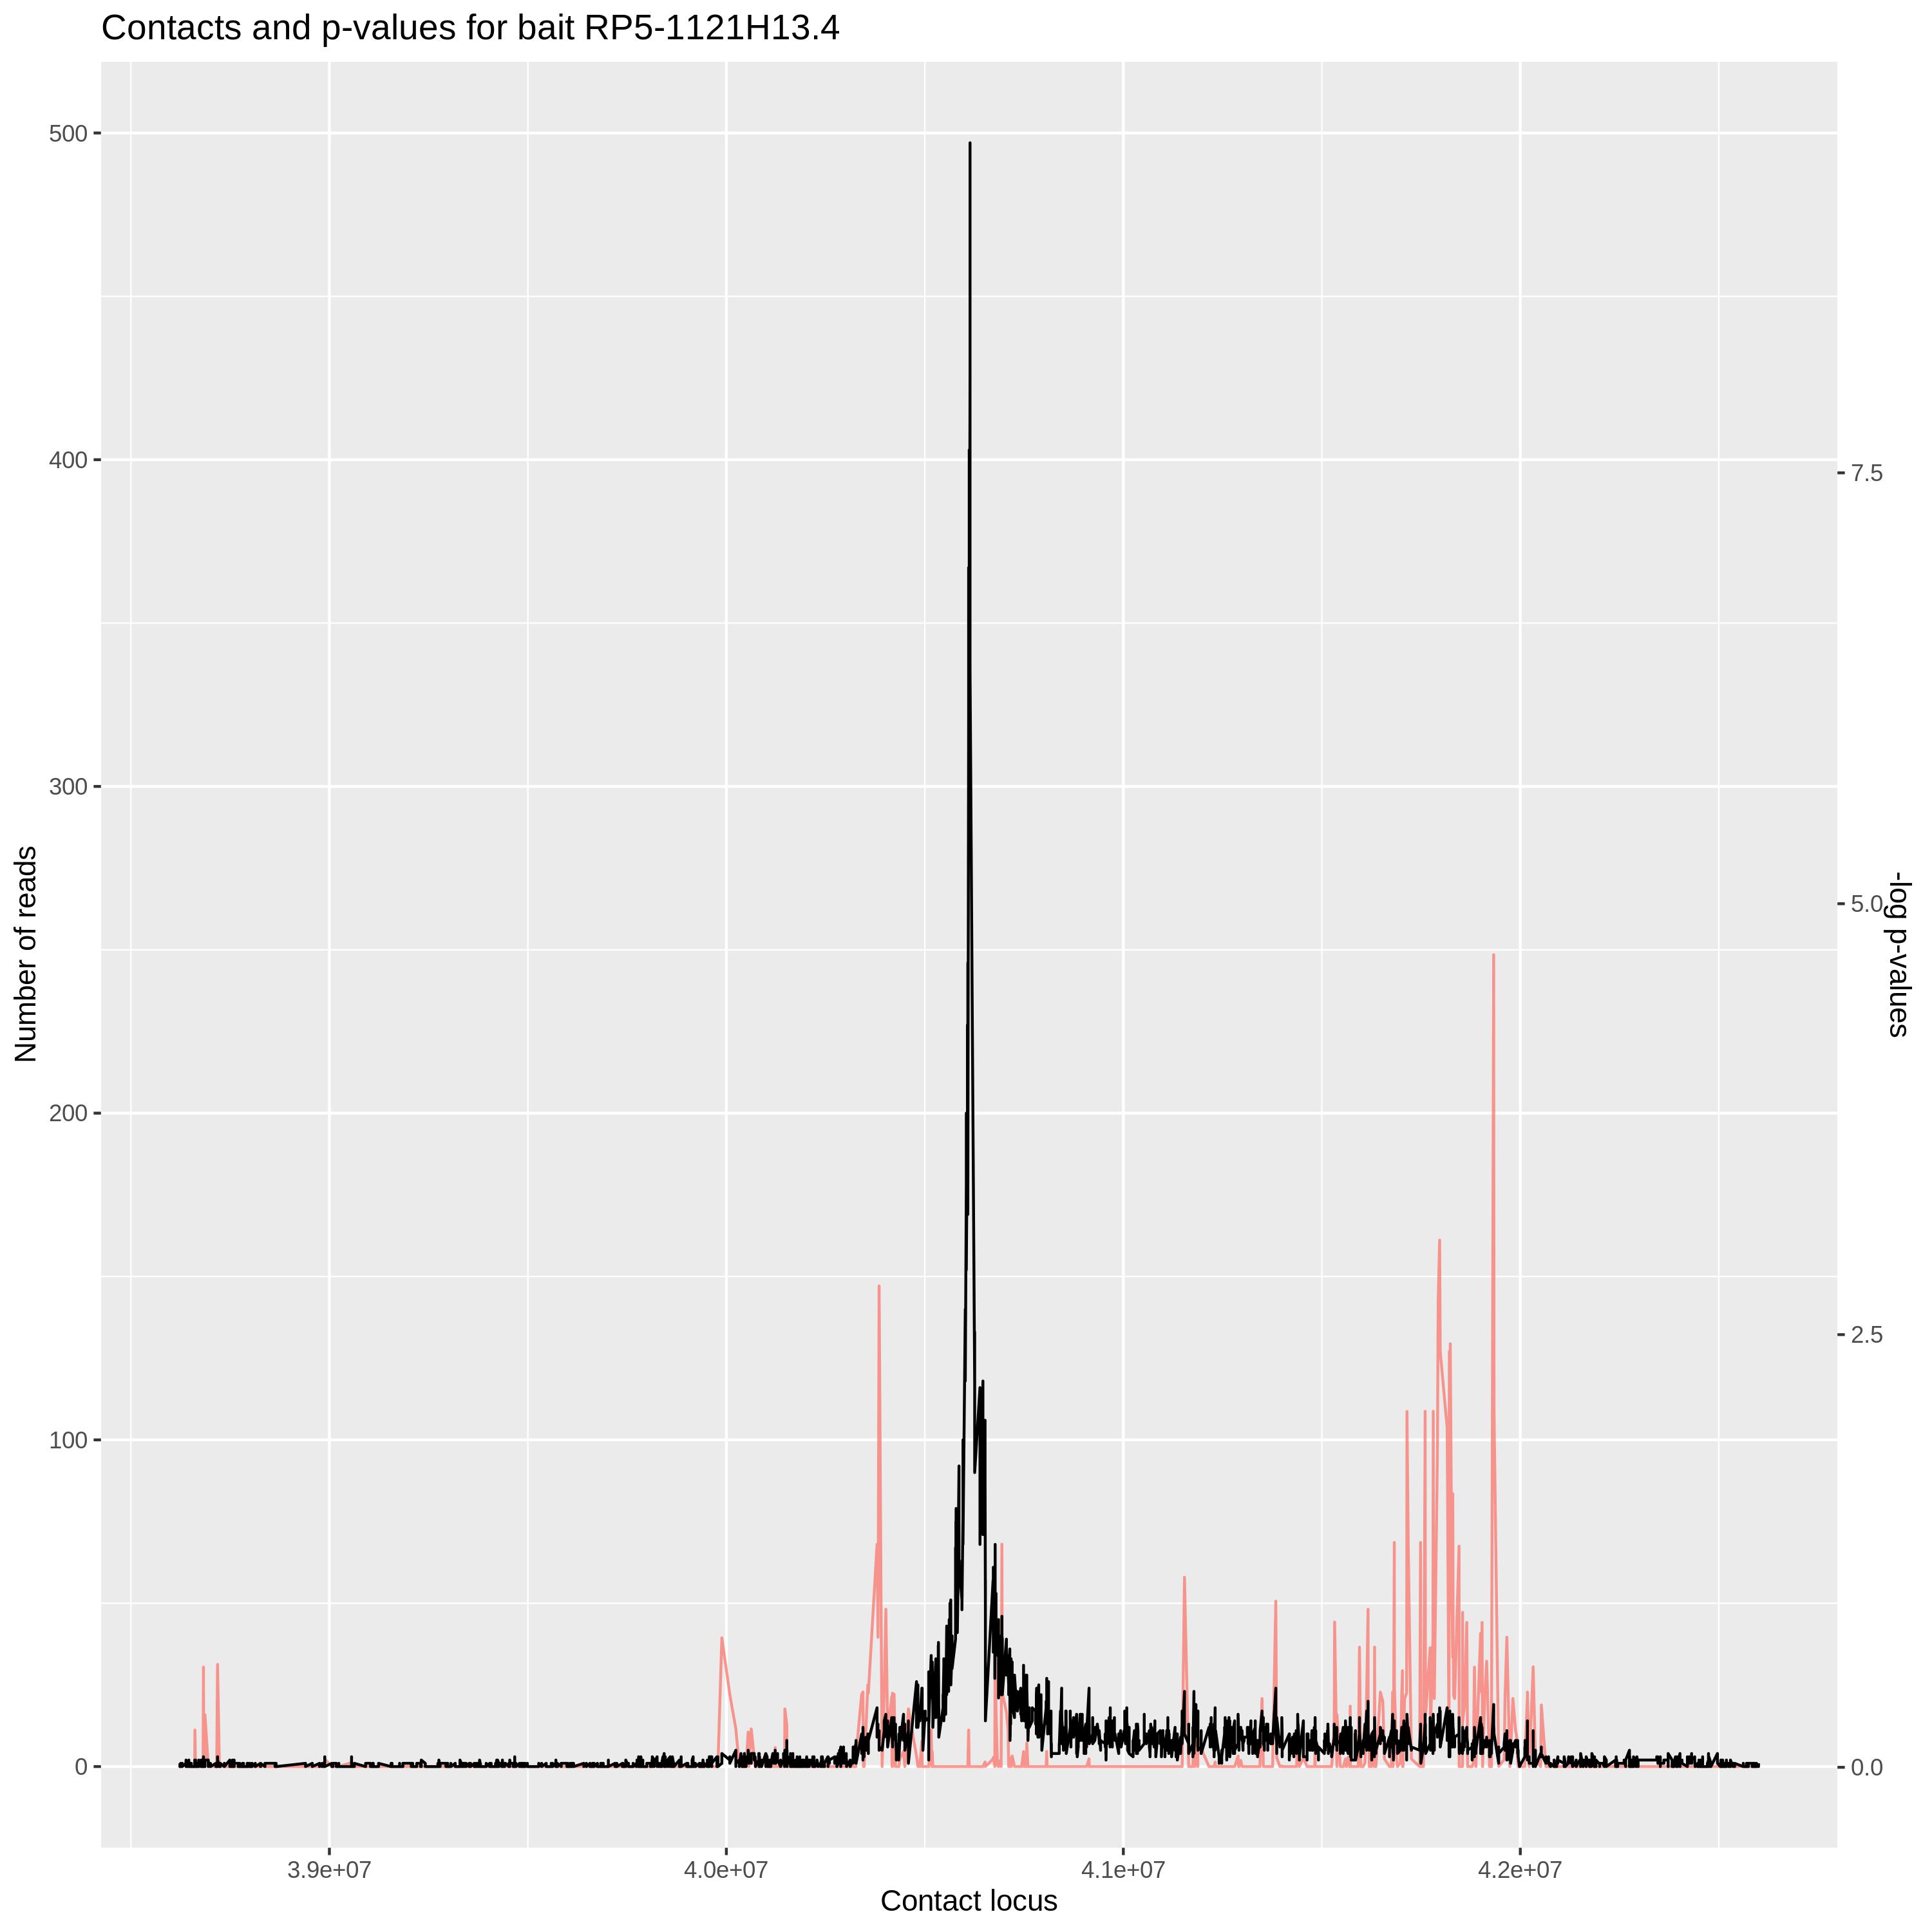 Contacts and p-values for bait RP5-1121H13.4
500
400
300
200
100
0
Number of reads
7.5
5.0
2.5
0.0
-log p-values
3.9e+07
4.0e+07
4.1e+07
4.2e+07
Contact locus